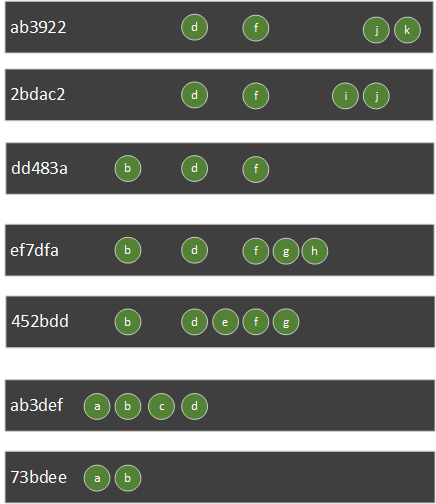 ab3922 d f j k
2bdac2 d f i j
dd483a b d f
ef7dfa b d f g h
452bdd b d e f g
ab3def a b c d
73bdee a b